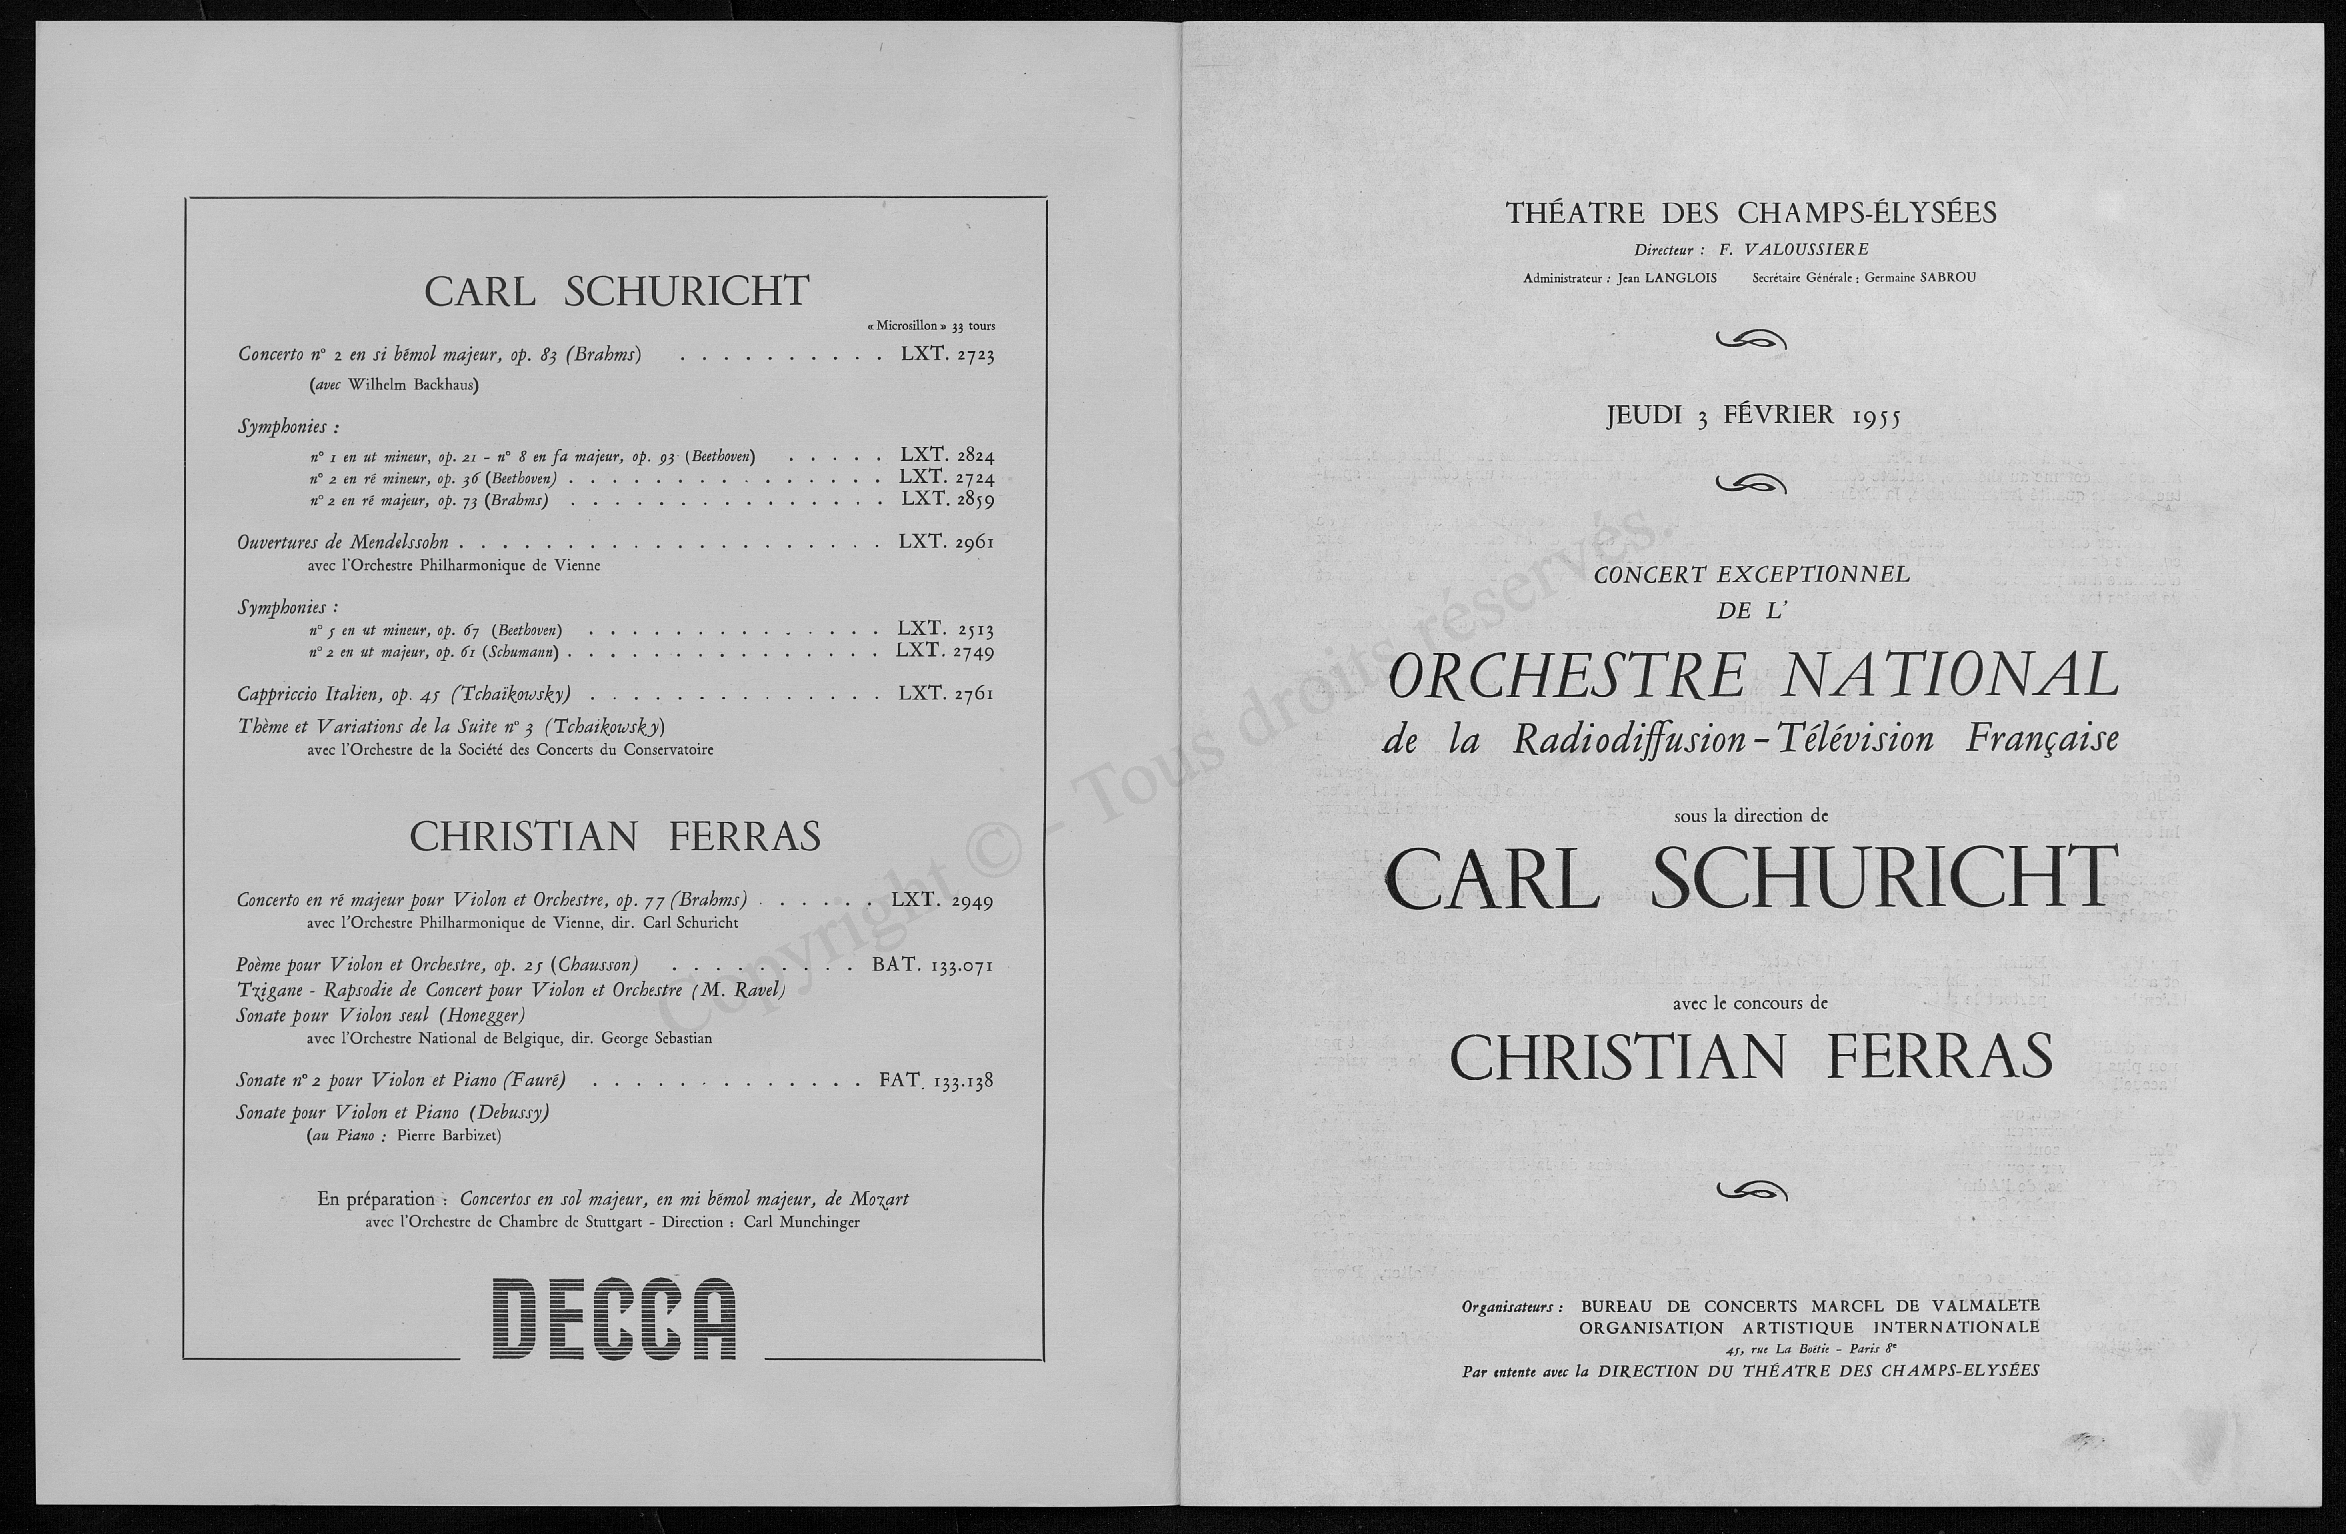 CARL SCHURICHT
« Microsillon » 33 tours
Concerto n° 2 en si bémol majeur, op. 83 (Brahms) . . . . . . . . . . LXT. 2723
(avec Wilhelm Backhaus)
Symphonies :
n° 1 en ut mineur, op. 21 - n° 8 en fa majeur, op. 93 (Beethoven) . . . . . LXT. 2824
n° 2 en ré mineur, op. 36 (Beethoven) . . . . . . . . . . . . . . . LXT. 2724
n° 2 en ré majeur, op. 73 (Brahms) . . . . . . . . . . . . . . . LXT. 2859
Ouvertures de Mendelssohn . . . . . . . . . . . . . . . . . . . . LXT. 2961
avec l'Orchestre Philharmonique de Vienne
Symphonies :
n° 5 en ut mineur, op. 67 (Beethoven) . . . . . . . . . . . . . . LXT. 2513
n° 2 en ut majeur, op. 61 (Schumann) . . . . . . . . . . . . . . . LXT. 2749
Cappriccio Italien, op. 45 (Tchaïkowsky) . . . . . . . . . . . . . . LXT. 2761
Thème et Variations de la Suite n° 3 (Tchaikowsky)
avec l'Orchestre de la Société des Concerts du Conservatoire
CHRISTIAN FERRAS
Concerto en ré majeur pour Violon et Orchestre, op. 77 (Brahms) . . . . . . LXT. 2949
avec l'Orchestre Philharmonique de Vienne, dir. Carl Schuricht
Poème pour Violon et Orchestre, op. 25 (Chausson) . . . . . . . . . BAT. 133.071
Tzigane - Rapsodie de Concert pour Violon et Orchestre (M. Ravel)
Sonate pour Violon seul (Honegger)
avec l'Orchestre National de Belgique, dir. George Sebastian
Sonate n° 2 pour Violon et Piano (Fauré) . . . . . . . . . . . . . FAT. 133.138
Sonate pour Violon et Piano (Debussy)
(au Piano : Pierre Barbizet)
En préparation : Concertos en sol majeur, en mi bémol majeur, de Mozart
avec l'Orchestre de Chambre de Stuttgart - Direction : Carl Munchinger
DECCA
THÉATRE DES CHAMPS-ÉLYSÉES
Directeur : F. VALOUSSIERE
Administrateur : Jean LANGLOIS Secrétaire Générale : Germaine SABROU
JEUDI 3 FÉVRIER 1955
CONCERT EXCEPTIONNEL
DE L'
ORCHESTRE NATIONAL
de la Radiodiffusion-Télévision Française
sous la direction de
CARL SCHURICHT
avec le concours de
CHRISTIAN FERRAS
Organisateurs : BUREAU DE CONCERTS MARCEL DE VALMALETE
ORGANISATION ARTISTIQUE INTERNATIONALE
45, rue La Boétie - Paris 8e
Par entente avec la DIRECTION DU THÉATRE DES CHAMPS-ELYSÉES
Copyright © - Tous droits réservés.